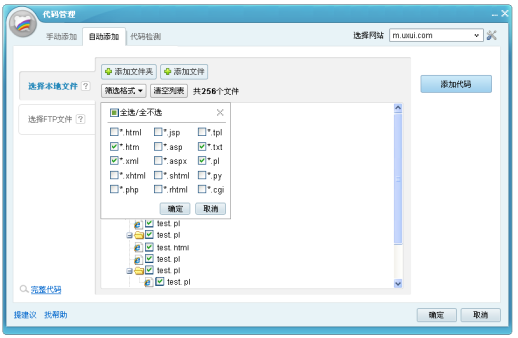 代码管理
手动添加 自动添加 代码检测 选择网站 m.uxui.com
添加文件夹 添加文件
选择本地文件 ? 筛选格式 清空列表 共256个文件 添加代码
选择FTP文件 ?
全选/全不选
*.html *.jsp *.tpl
*.htm *.asp *.txt
*.xml *.aspx *.pl
*.xhtml *.shtml *.py
*.php *.rhtml *.cgi
确定 取消
test. pl
test. pl
test. html
test. pl
test. pl
test. pl
完整代码
提建议 找帮助 确定 取消